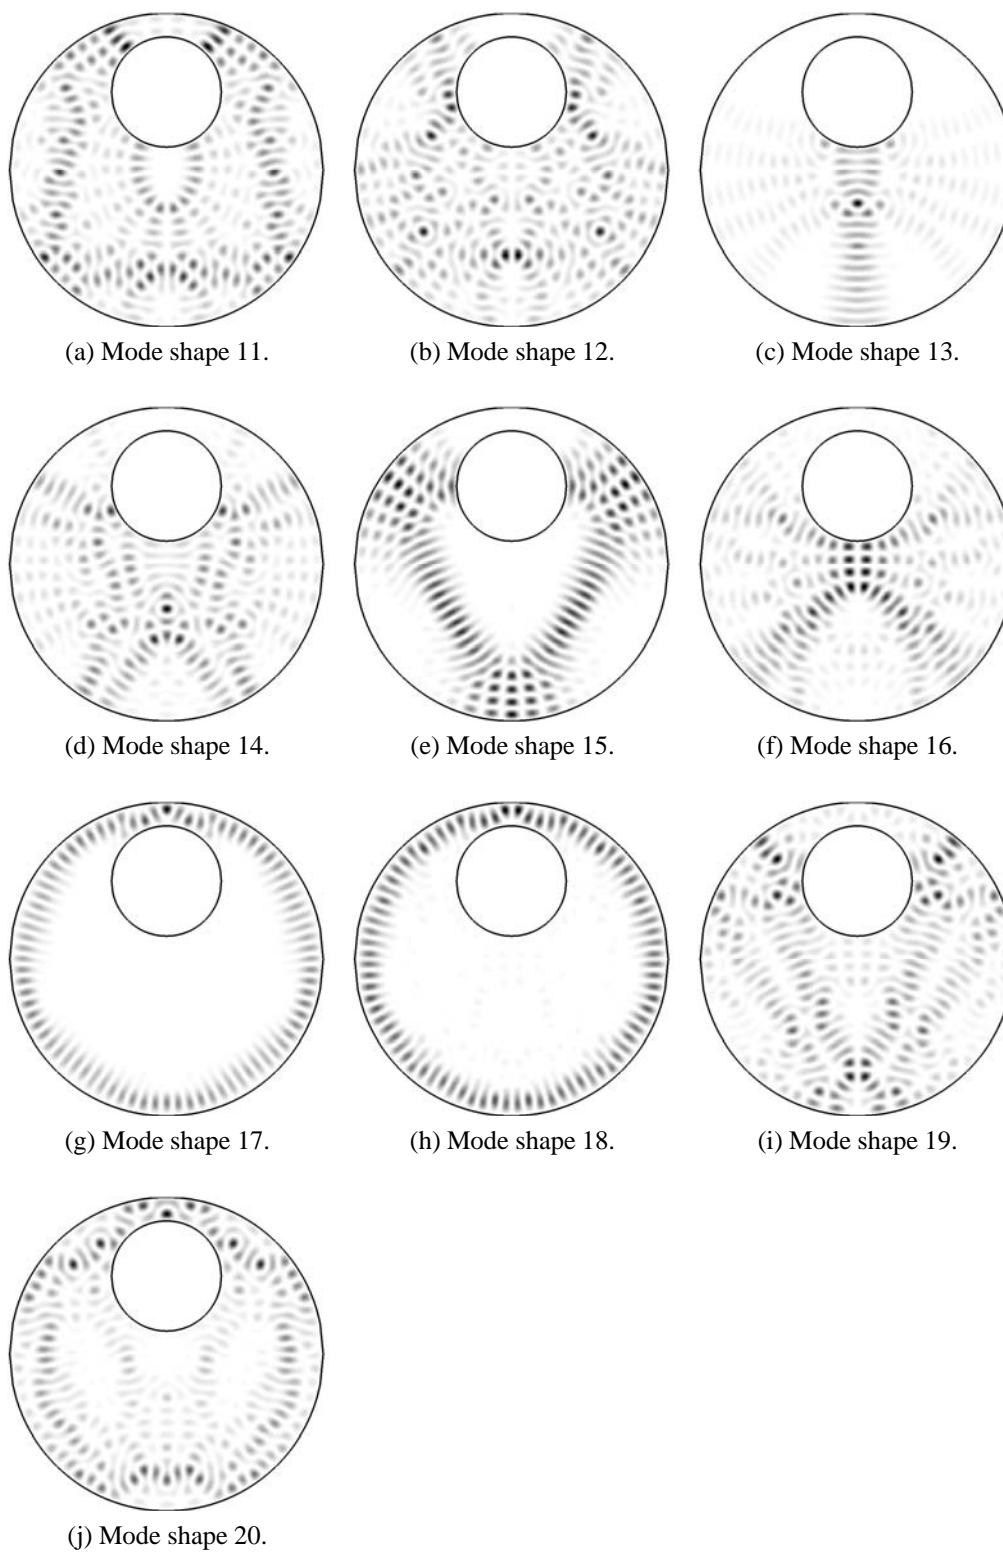 (a) Mode shape 11.
(b) Mode shape 12.
(c) Mode shape 13.
(d) Mode shape 14.
(e) Mode shape 15.
(f) Mode shape 16.
(g) Mode shape 17.
(h) Mode shape 18.
(i) Mode shape 19.
(j) Mode shape 20.